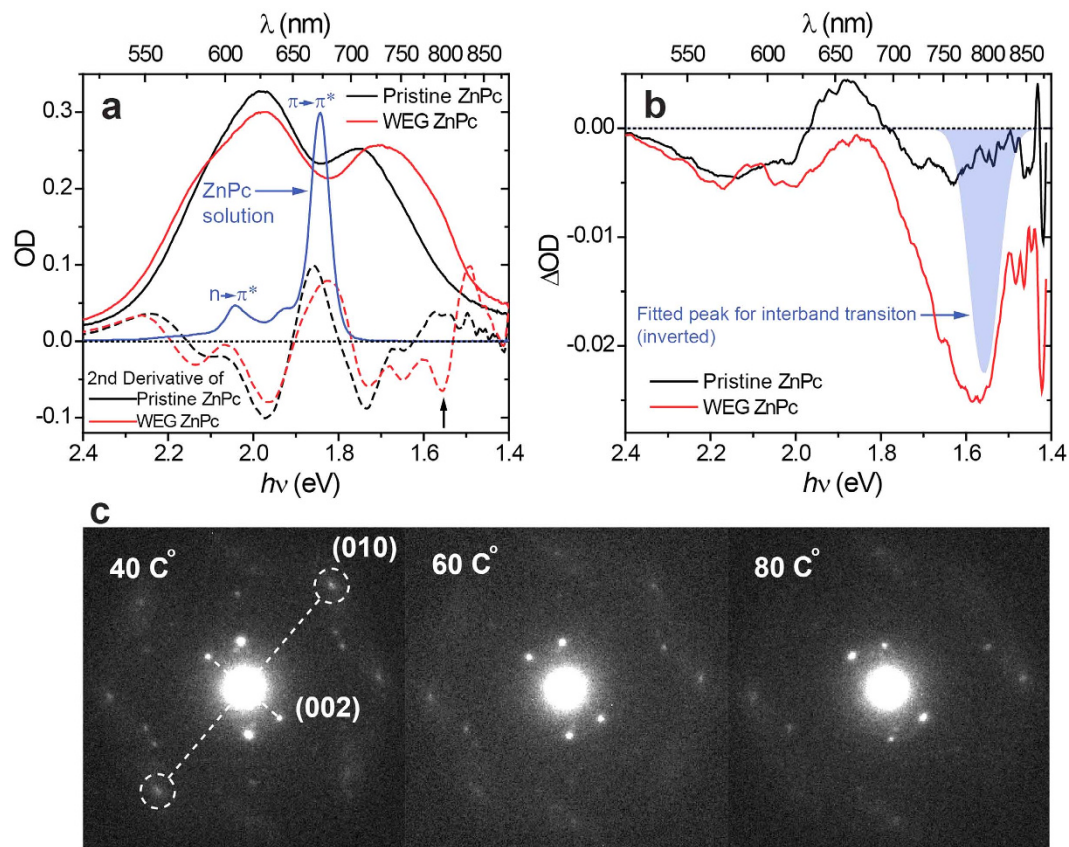 λ (nm)
550 600 650 700 750 800 850
a
π→π*
Pristine ZnPc
WEG ZnPc
ZnPc
solution
n→π*
2nd Derivative of
Pristine ZnPc
WEG ZnPc
0.3
0.2
0.1
0.0
-0.1
OD
2.4 2.2 2.0 1.8 1.6 1.4
hν (eV)
λ (nm)
550 600 650 700 750 800 850
b
0.00
-0.01
-0.02
ΔOD
Fitted peak for interband transiton
(inverted)
Pristine ZnPc
WEG ZnPc
2.4 2.2 2.0 1.8 1.6 1.4
hν (eV)
c
40 C° (010) 60 C° 80 C°
(002)